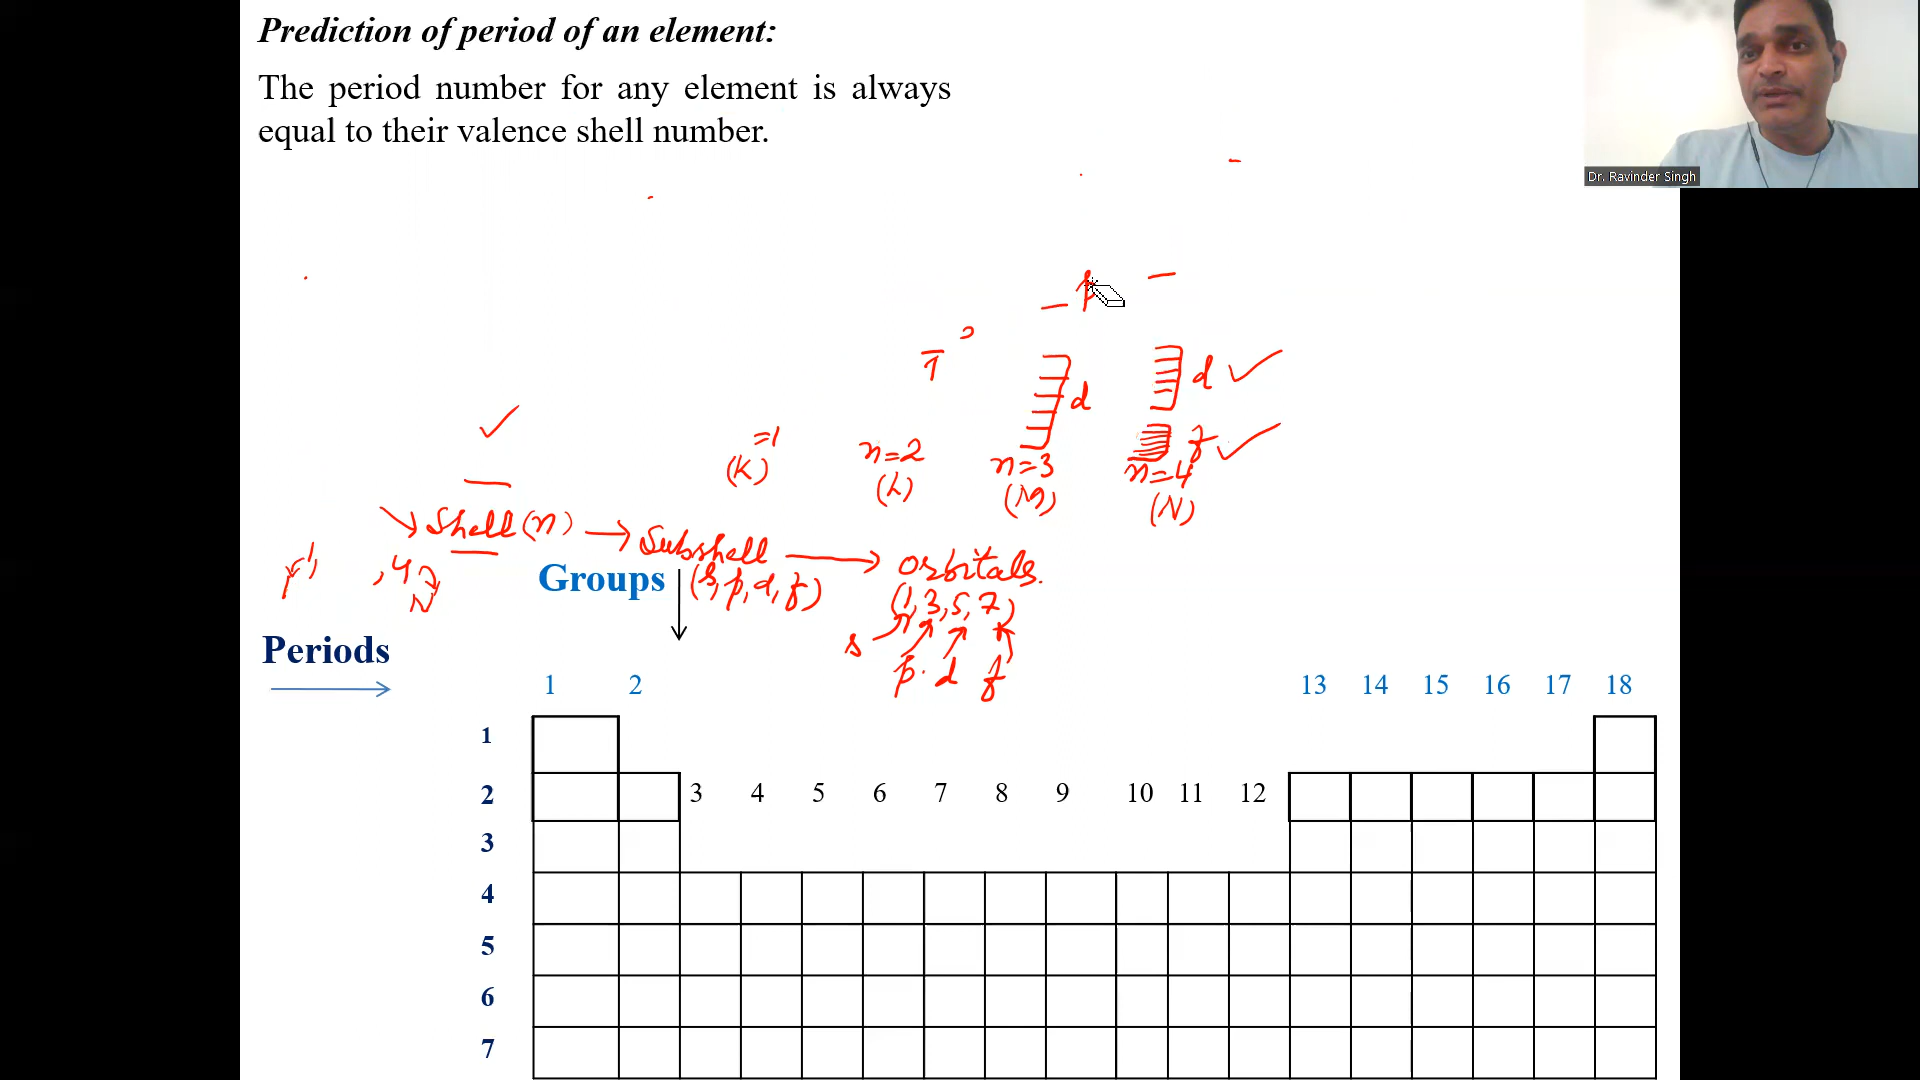 Prediction of period of an element:
The period number for any element is always
equal to their valence shell number.
Dr. Ravinder Singh
p
d
d
f
=1
n=2
n=3
n=4
(K)
(L)
(M)
(N)
Shell (n) → Subshell → Orbitals.
(s, p, d, f)
(1, 3, 5, 7)
, 4
N
s
p d f
Groups
Periods
1 2 13 14 15 16 17 18
1
2 3 4 5 6 7 8 9 10 11 12
3
4
5
6
7